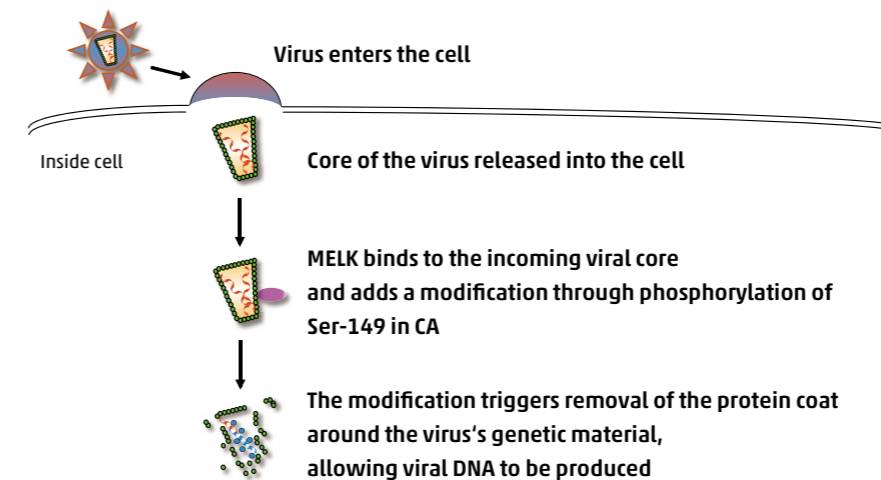 Virus enters the cell
Inside cell
Core of the virus released into the cell
MELK binds to the incoming viral core
and adds a modification through phosphorylation of
Ser-149 in CA
The modification triggers removal of the protein coat
around the virus‘s genetic material,
allowing viral DNA to be produced